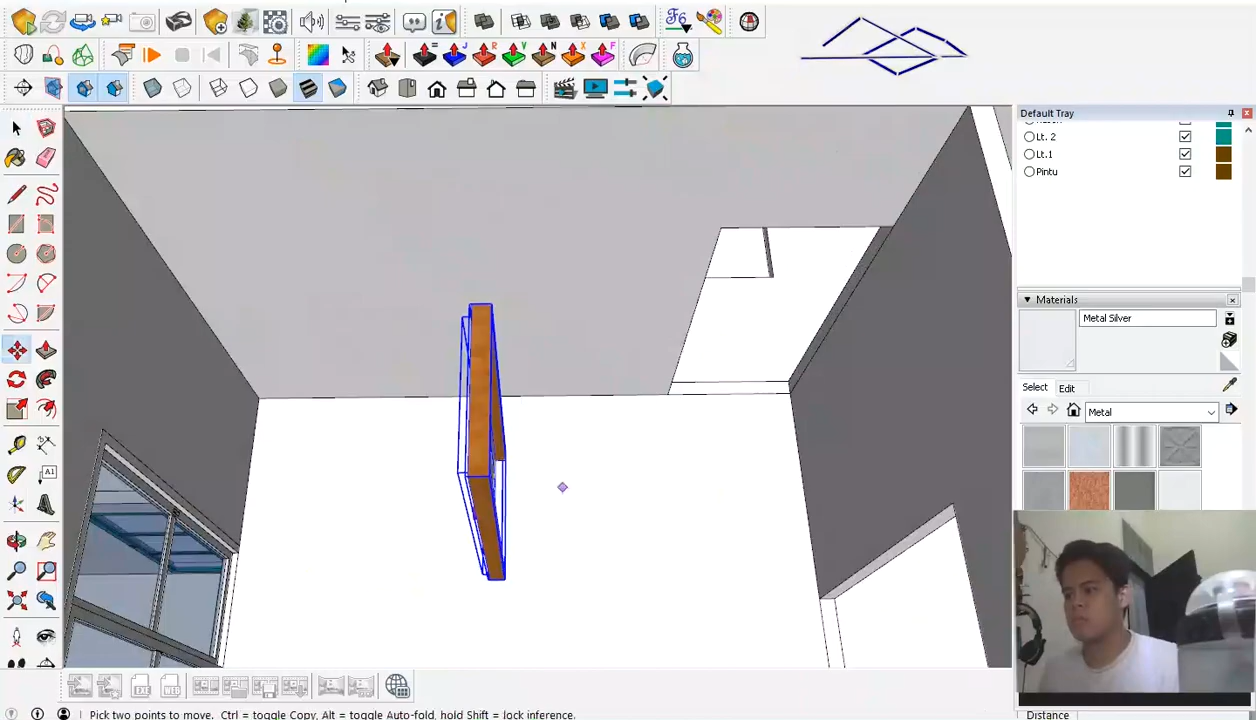 Default Tray
Lt. 2
Lt.1
Pintu
Materials
Metal Silver
Select Edit
Metal
A1
Pick two points to move. Ctrl = toggle Copy, Alt = toggle Auto-fold, hold Shift = lock inference.
Distance